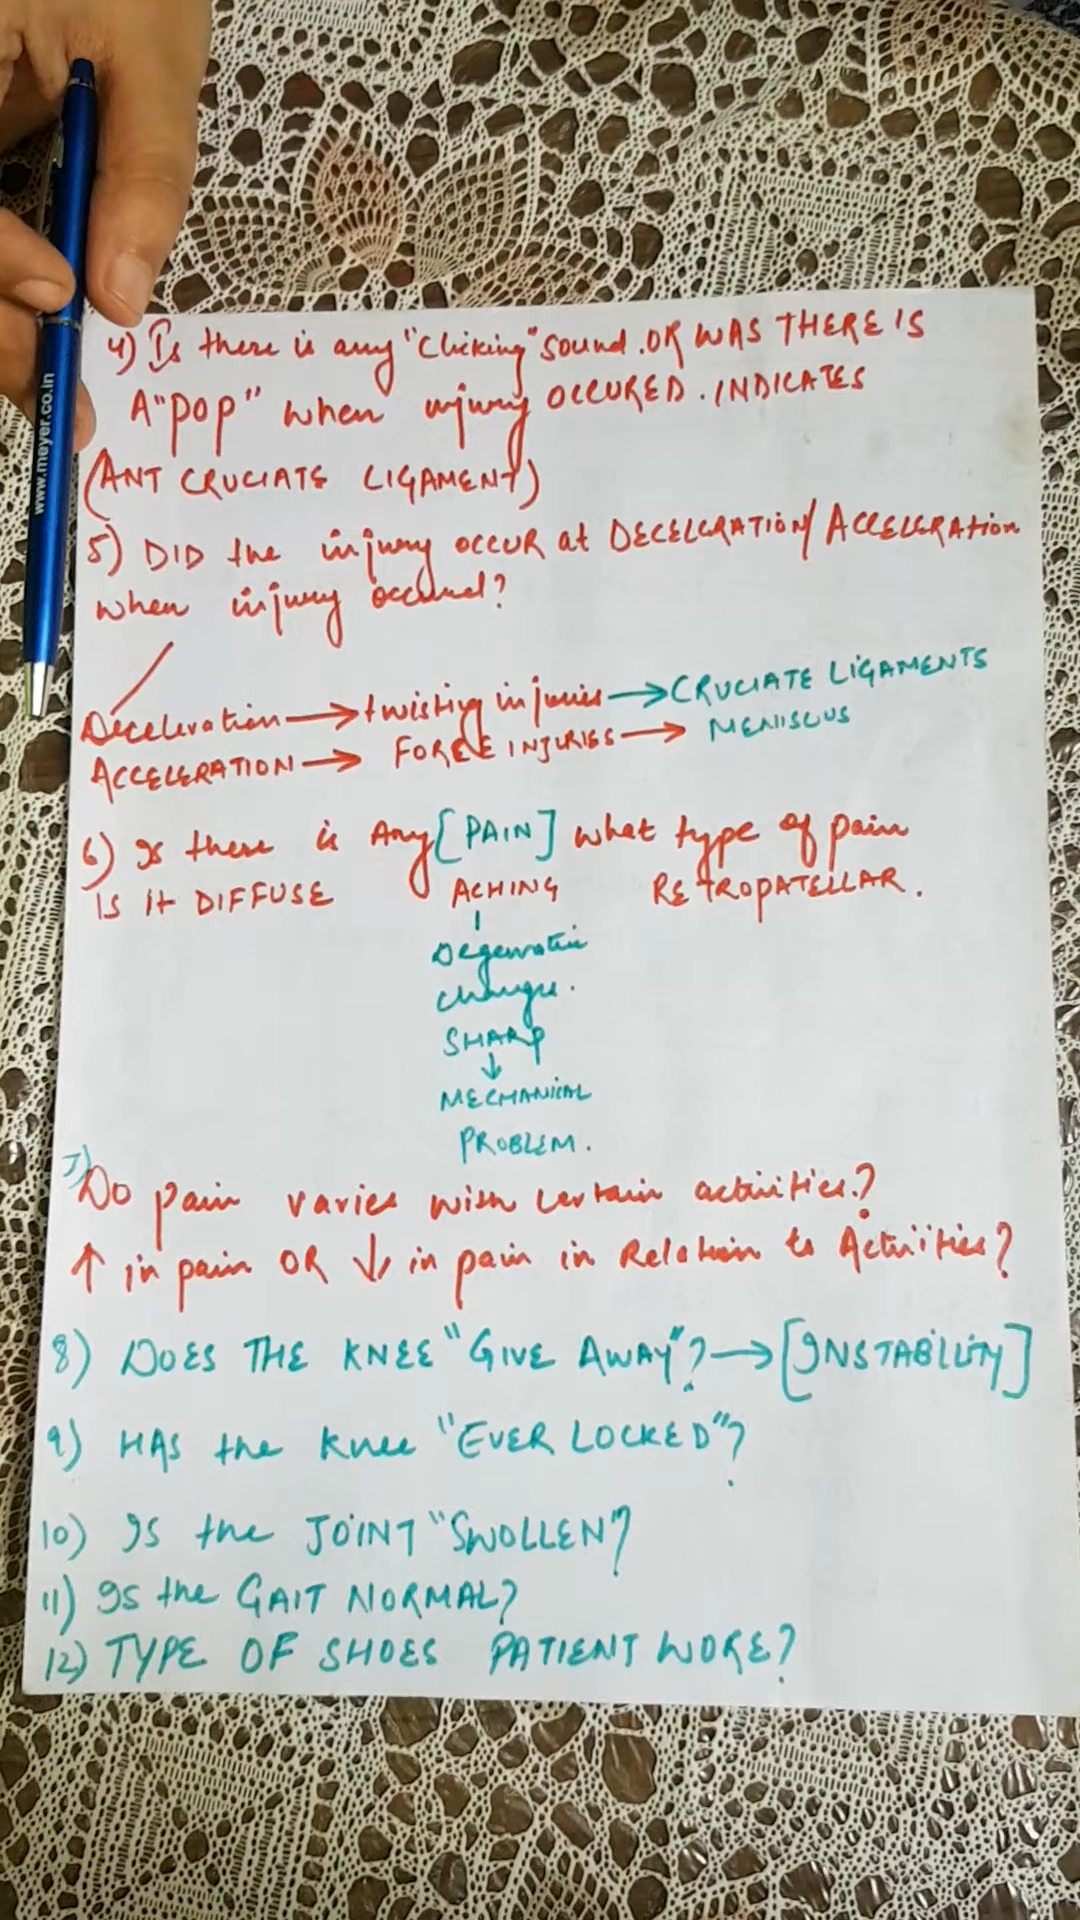 www.meyer.co.in
4) Is there is any "Clicking" sound. OR WAS THERE IS
A "POP" when injury OCCURED. INDICATES
(ANT CRUCIATE LIGAMENT)
5) DID the injury OCCUR at DECELERATION/ACCELERATION
when injury occured?
Deceleration → twisting injuries → CRUCIATE LIGAMENTS
ACCELERATION → FORCE INJURIES → MENISCUS
6) Is there is Any [PAIN] what type of pain
IS it DIFFUSE ACHING RETROPATELLAR.
Degenratic
changes.
SHARP
↓
MECHANICAL
PROBLEM.
7) Do pain varies with certain activities?
↑ in pain OR ↓ in pain in Relation to Activities?
8) DOES THE KNEE "GIVE AWAY"? → [INSTABILITY]
9) HAS the knee "EVER LOCKED"?
10) IS the JOINT "SWOLLEN"?
11) IS the GAIT NORMAL?
12) TYPE OF SHOES PATIENT WORE?